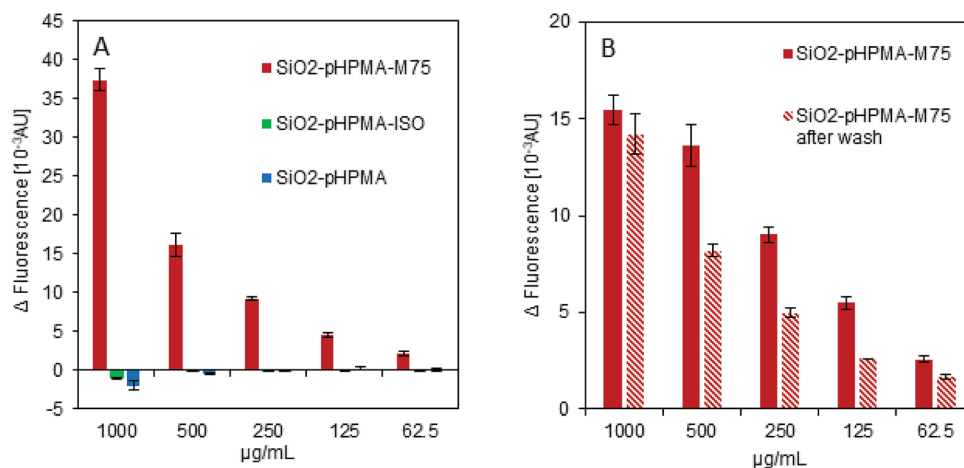 A
45
40
35
30
25
20
15
10
5
0
-5
Δ Fluorescence [10⁻³AU]
SiO2-pHPMA-M75
SiO2-pHPMA-ISO
SiO2-pHPMA
1000 500 250 125 62.5
µg/mL
B
20
15
10
5
0
Δ Fluorescence [10⁻³AU]
SiO2-pHPMA-M75
SiO2-pHPMA-M75
after wash
1000 500 250 125 62.5
µg/mL